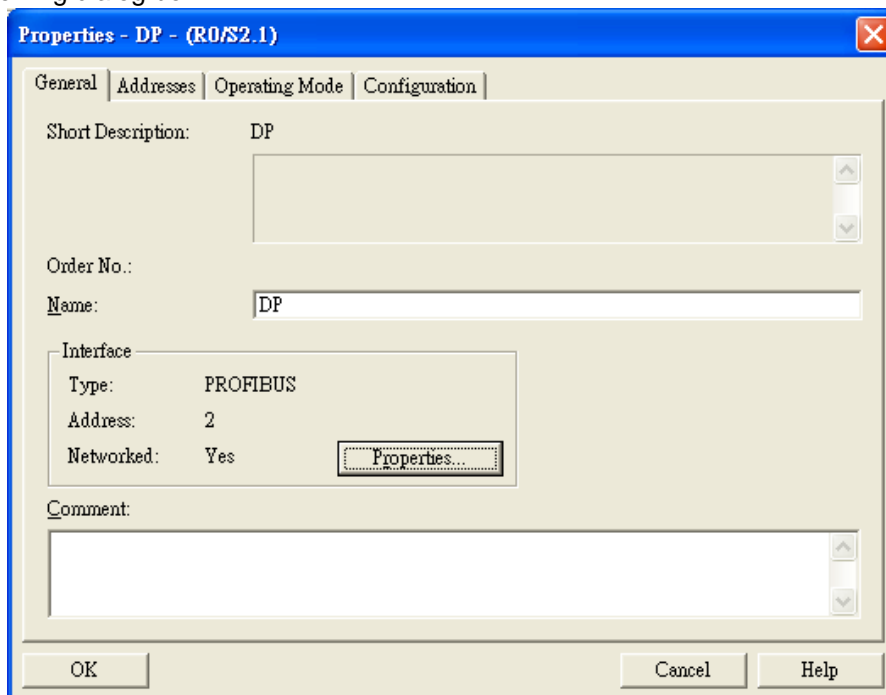 Properties - DP - (R0/S2.1)
General Addresses Operating Mode Configuration
Short Description: DP
Order No.:
Name: DP
Interface
Type: PROFIBUS
Address: 2
Networked: Yes Properties...
Comment:
OK Cancel Help